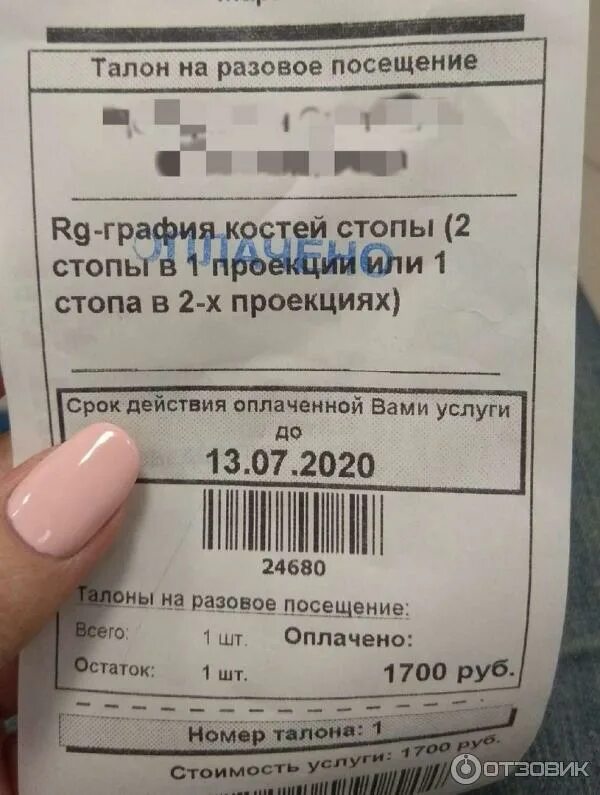 Талон на разовое посещение
Rg-графия костей стопы (2
стопы в 1 проекции или 1
стопа в 2-х проекциях)
ОПЛАЧЕНО
Срок действия оплаченной Вами услуги
до
13.07.2020
24680
Талоны на разовое посещение:
Всего: 1 шт. Оплачено:
Остаток: 1 шт. 1700 руб.
Номер талона: 1
Стоимость услуги: 1700 руб.
ОТЗОВИК